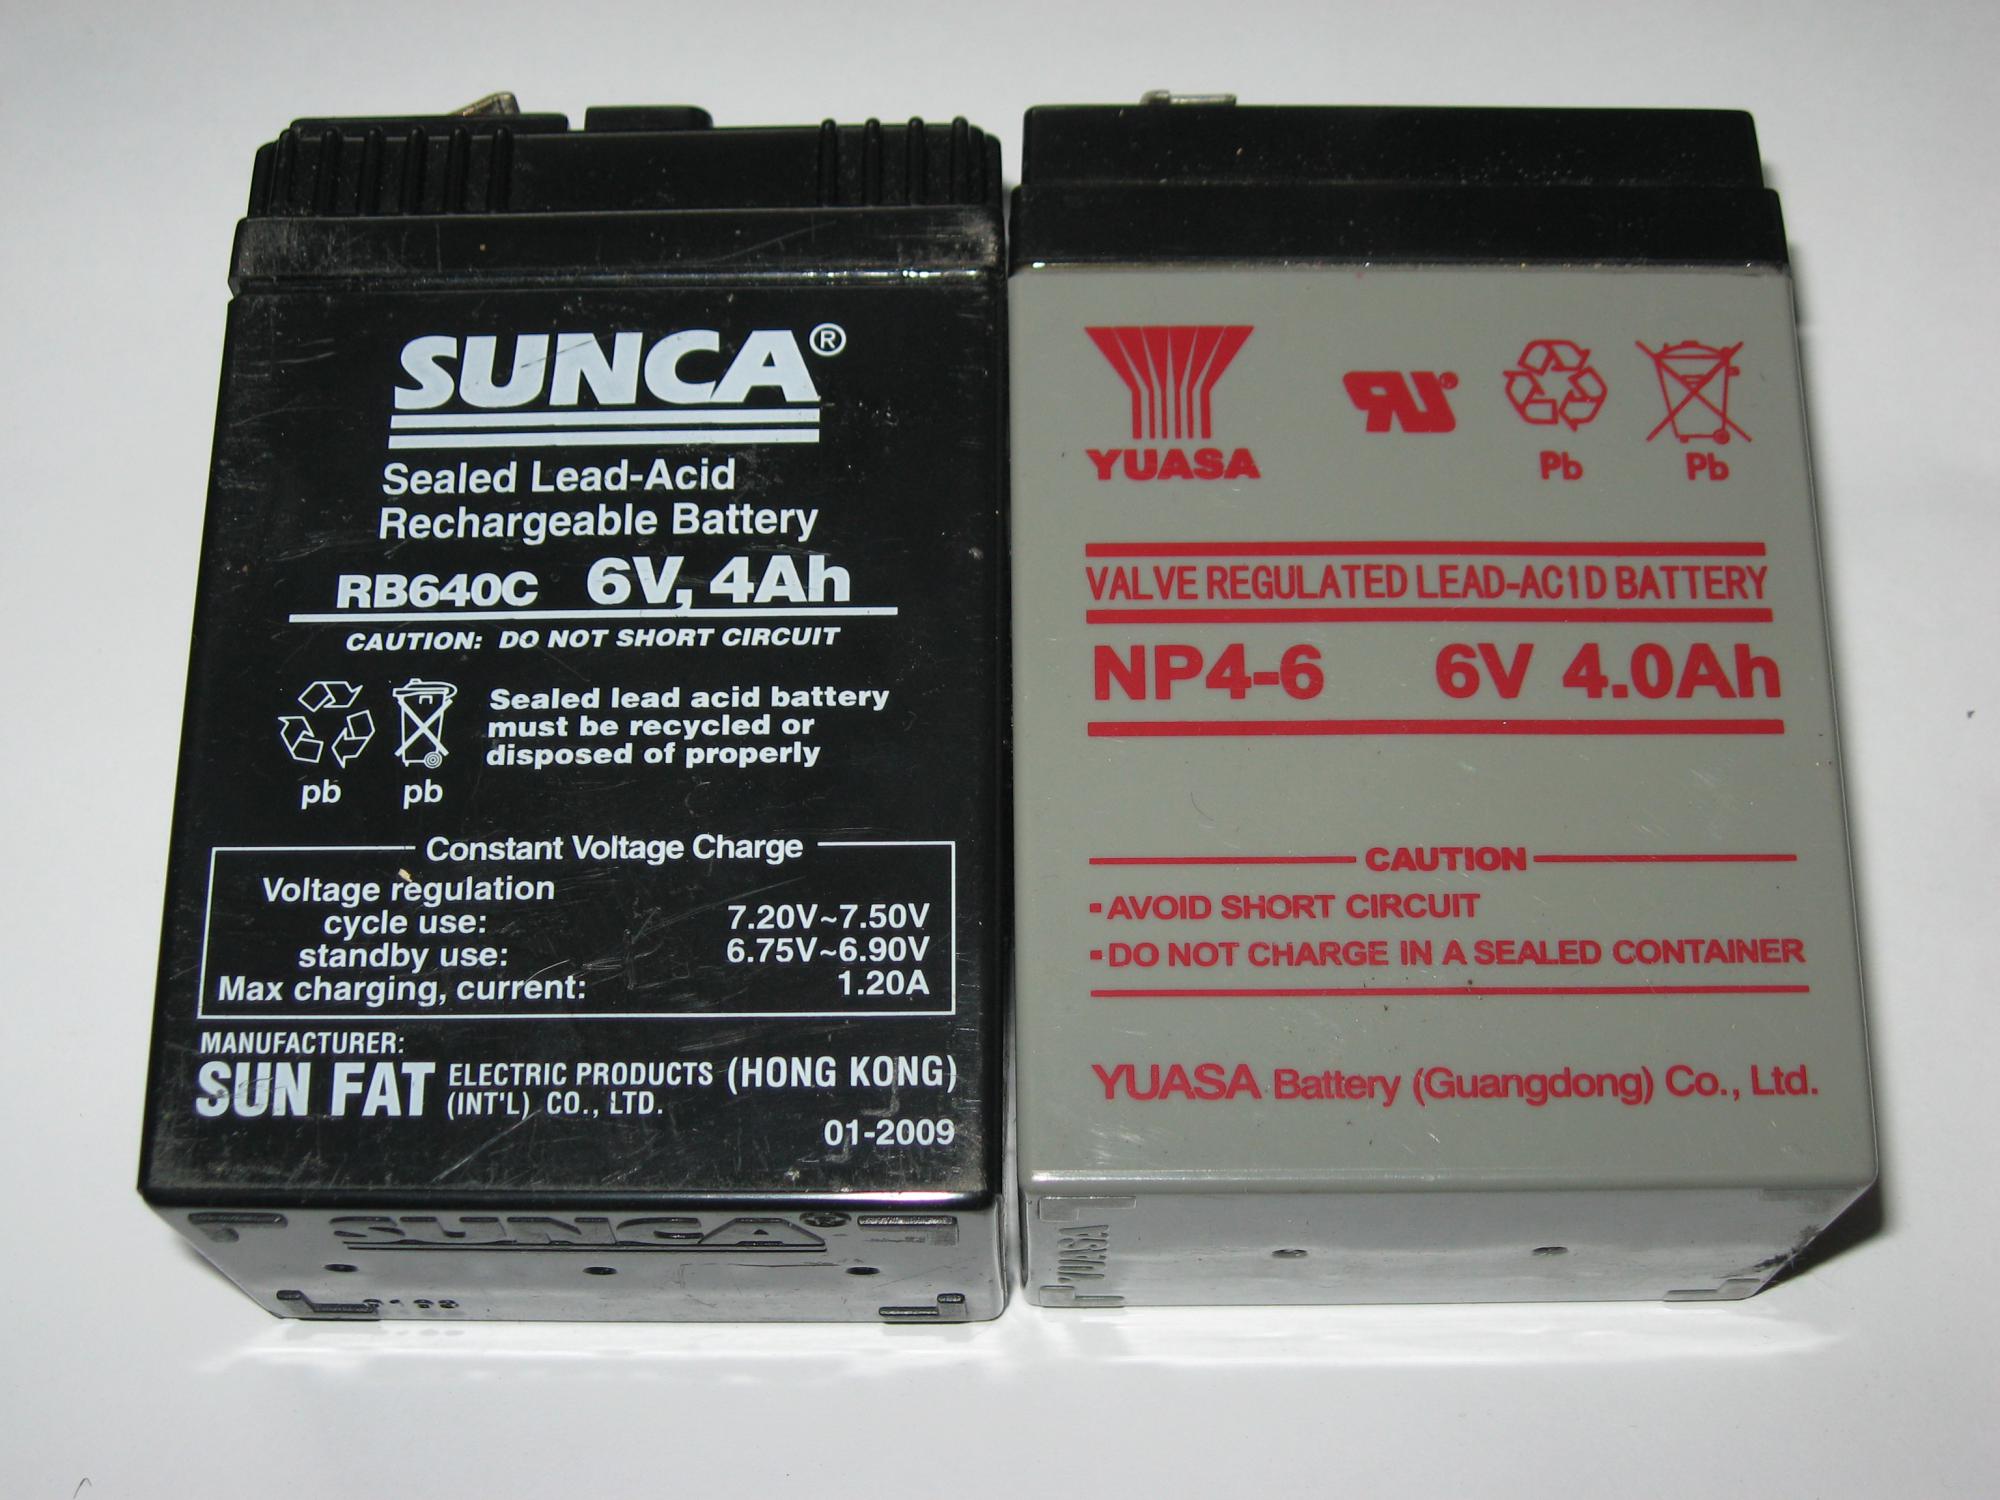 SUNCA®
Sealed Lead-Acid
Rechargeable Battery
RB640C 6V, 4Ah
CAUTION: DO NOT SHORT CIRCUIT
Sealed lead acid battery
must be recycled or
disposed of properly
pb pb
Constant Voltage Charge
Voltage regulation
cycle use: 7.20V~7.50V
standby use: 6.75V~6.90V
Max charging, current: 1.20A
MANUFACTURER:
SUN FAT ELECTRIC PRODUCTS (HONG KONG)
(INT'L) CO., LTD.
01-2009
SUNCA®
YUASA
Pb Pb
VALVE REGULATED LEAD-ACID BATTERY
NP4-6 6V 4.0Ah
CAUTION
▪AVOID SHORT CIRCUIT
▪DO NOT CHARGE IN A SEALED CONTAINER
YUASA Battery (Guangdong) Co., Ltd.
YUASA